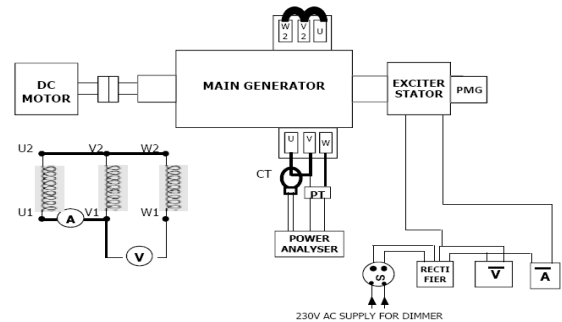 W
2
V
2
U
MAIN GENERATOR
DC
MOTOR
EXCITER
STATOR
PMG
U
V
W
CT
PT
POWER
ANALYSER
U2
V2
W2
U1
A
V1
W1
V
S
RECTI
FIER
V
A
230V AC SUPPLY FOR DIMMER